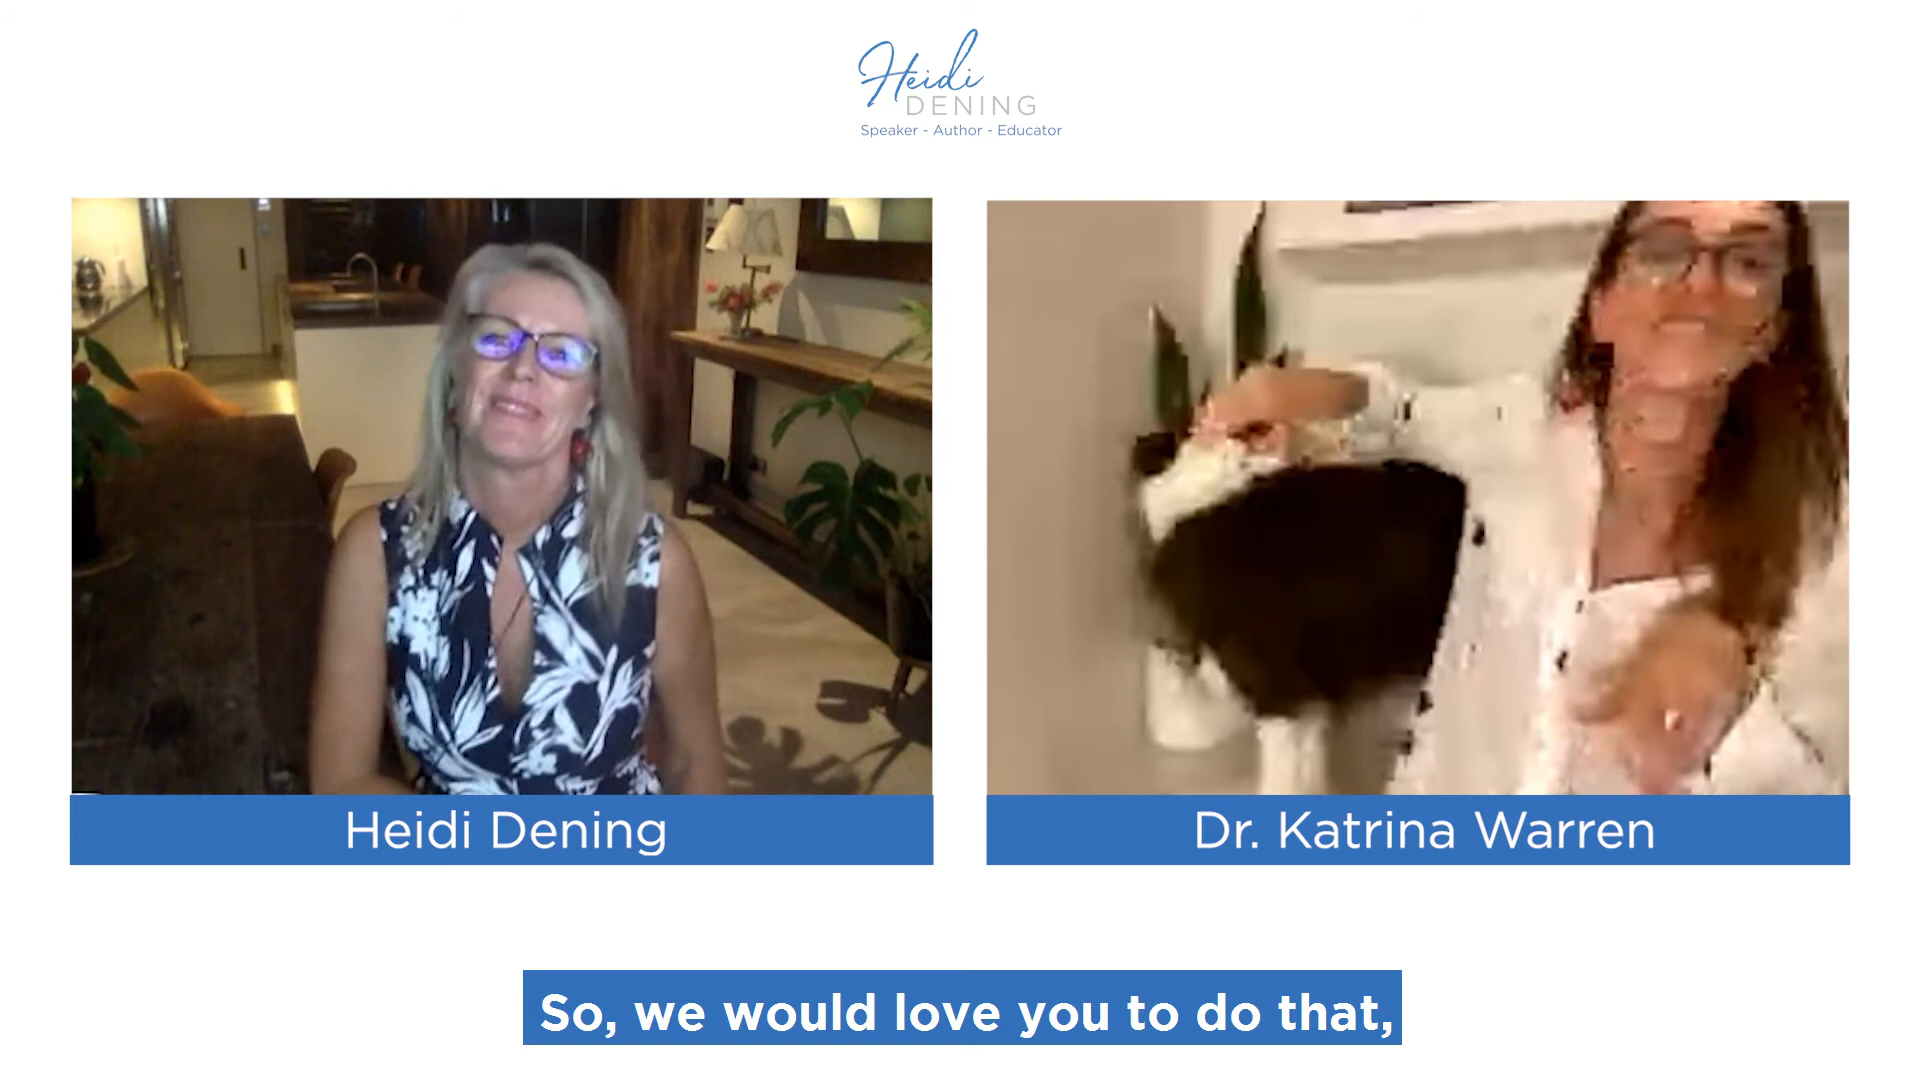 Heidi
DENING
Speaker - Author - Educator
Heidi Dening
Dr. Katrina Warren
So, we would love you to do that,